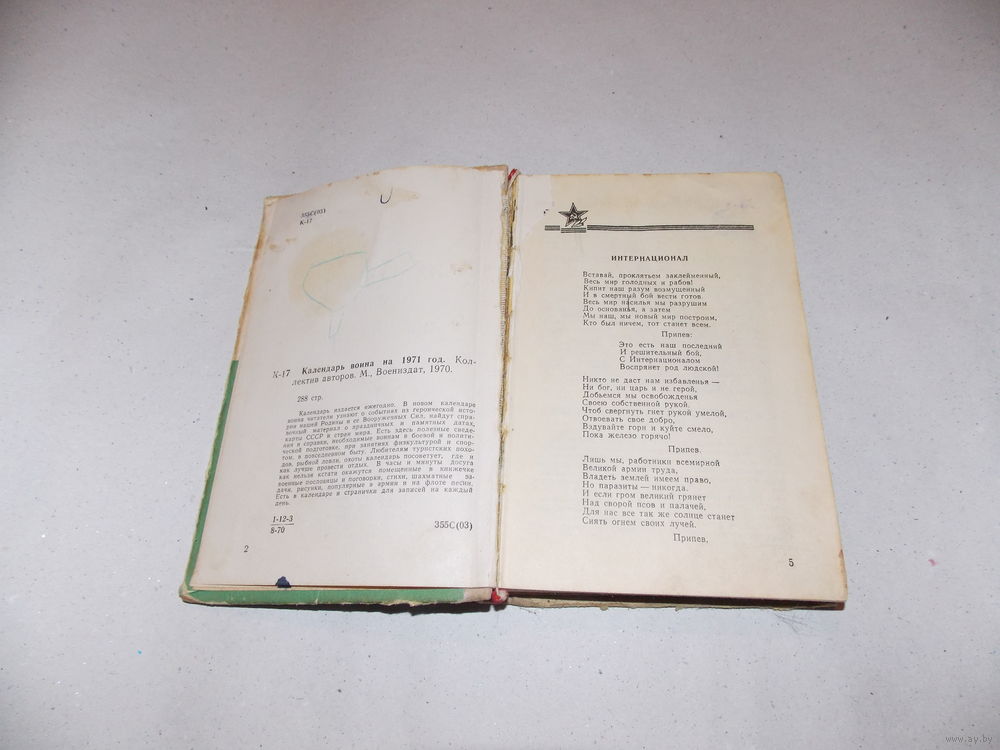 355С(03)
К-17
К-17 Календарь воина на 1971 год. Кол-
лектив авторов. М., Воениздат, 1970.
288 стр.
Календарь издается ежегодно. В новом календаре
воина читатели узнают о событиях из героической исто-
рии нашей Родины и ее Вооруженных Сил, найдут спра-
вочный материал о праздничных и памятных датах,
карты СССР и стран мира. Есть здесь полезные сведе-
ния и справки, необходимые воинам в боевой и полити-
ческой подготовке, при занятиях физкультурой и спор-
том, в повседневном быту. Любителям туристских похо-
дов, рыбной ловли, охоты календарь посоветует, где и
как лучше провести отдых. В часы и минуты досуга
как нельзя кстати окажутся помещенные в книжечке
военные пословицы и поговорки, стихи, шахматные за-
дачи, рисунки, популярные в армии и на флоте песни.
Есть в календаре и странички для записей на каждый
день.
1-12-3
8-70
355С(03)
2
ИНТЕРНАЦИОНАЛ
Вставай, проклятьем заклейменный,
Весь мир голодных и рабов!
Кипит наш разум возмущенный
И в смертный бой вести готов.
Весь мир насилья мы разрушим
До основанья, а затем
Мы наш, мы новый мир построим,
Кто был ничем, тот станет всем.
Припев:
Это есть наш последний
И решительный бой,
С Интернационалом
Воспрянет род людской!
Никто не даст нам избавленья —
Ни бог, ни царь и не герой,
Добьемся мы освобожденья
Своею собственной рукой.
Чтоб свергнуть гнет рукой умелой,
Отвоевать свое добро,
Вздувайте горн и куйте смело,
Пока железо горячо!
Припев.
Лишь мы, работники всемирной
Великой армии труда,
Владеть землей имеем право,
Но паразиты — никогда.
И если гром великий грянет
Над сворой псов и палачей,
Для нас все так же солнце станет
Сиять огнем своих лучей.
Припев.
5
www.ay.by